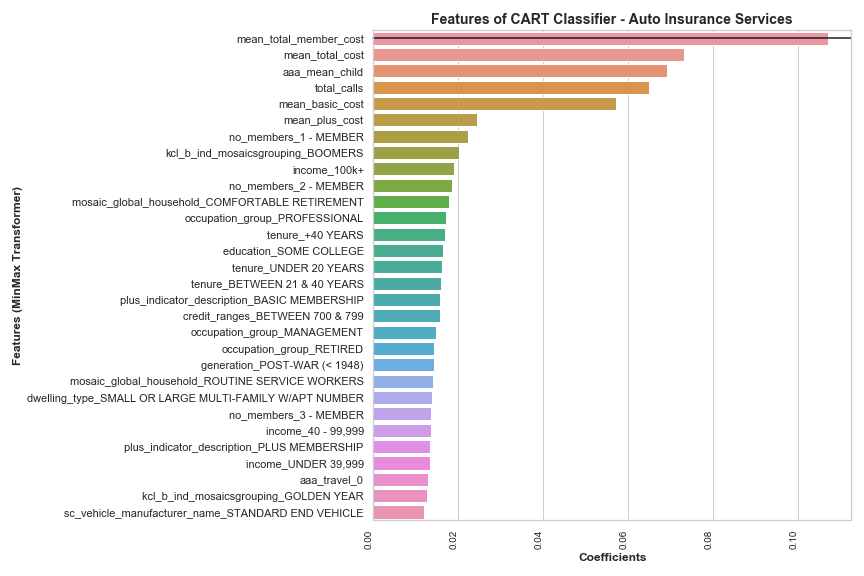 Features of CART Classifier - Auto Insurance Services
Features (MinMax Transformer)
mean_total_member_cost
mean_total_cost
aaa_mean_child
total_calls
mean_basic_cost
mean_plus_cost
no_members_1 - MEMBER
kcl_b_ind_mosaicsgrouping_BOOMERS
income_100k+
no_members_2 - MEMBER
mosaic_global_household_COMFORTABLE RETIREMENT
occupation_group_PROFESSIONAL
tenure_+40 YEARS
education_SOME COLLEGE
tenure_UNDER 20 YEARS
tenure_BETWEEN 21 & 40 YEARS
plus_indicator_description_BASIC MEMBERSHIP
credit_ranges_BETWEEN 700 & 799
occupation_group_MANAGEMENT
occupation_group_RETIRED
generation_POST-WAR (< 1948)
mosaic_global_household_ROUTINE SERVICE WORKERS
dwelling_type_SMALL OR LARGE MULTI-FAMILY W/APT NUMBER
no_members_3 - MEMBER
income_40 - 99,999
plus_indicator_description_PLUS MEMBERSHIP
income_UNDER 39,999
aaa_travel_0
kcl_b_ind_mosaicsgrouping_GOLDEN YEAR
sc_vehicle_manufacturer_name_STANDARD END VEHICLE
0.00
0.02
0.04
0.06
0.08
0.10
Coefficients